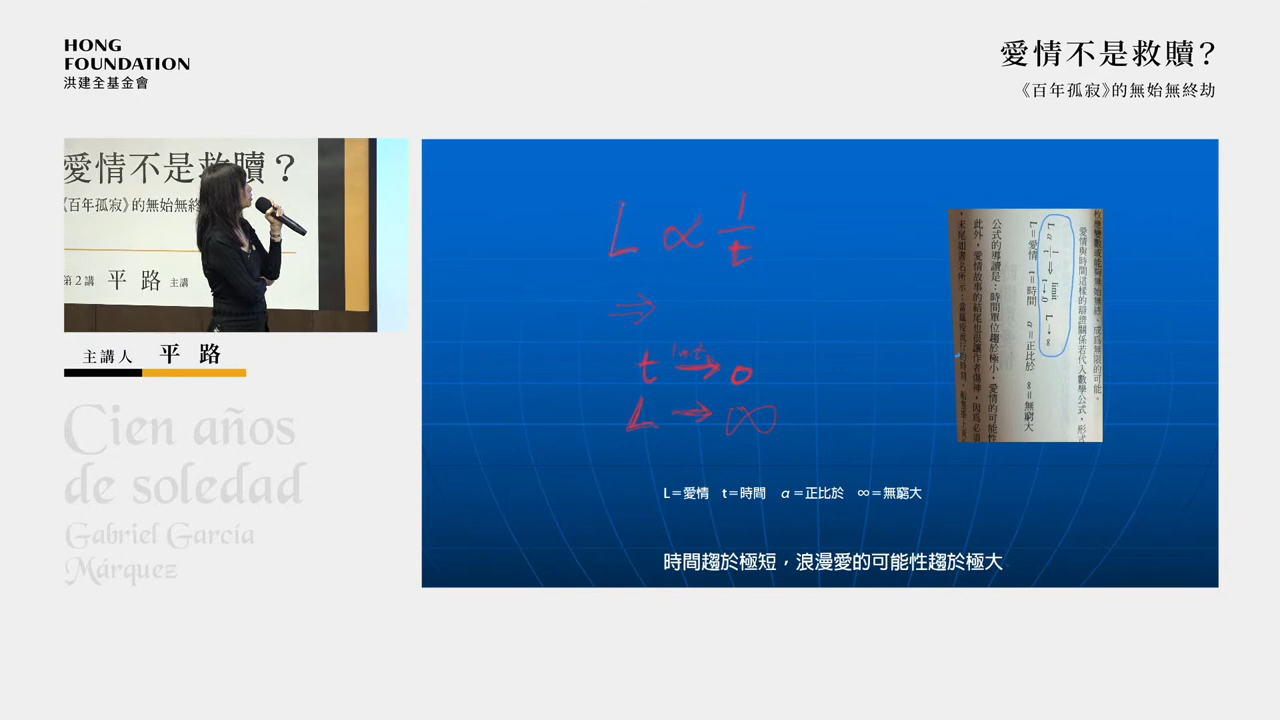 HONG
FOUNDATION
洪建全基金會
愛情不是救贖？
《百年孤寂》的無始無終劫
愛情不是救贖？
《百年孤寂》的無始無終
第2講 平路 主講
主講人 平路
Cien años
de soledad
Gabriel García
Márquez
L ∝ 1/t
⇒
t → 0
L → ∞
愛情與時間這樣的辯證關係若代入數學公式，形式
L α 1/t ⇒ limit t→0 L→∞
L＝愛情 t＝時間 α＝正比於 ∞＝無窮大
公式的導讀是：時間單位趨於極小，愛情的可能性
此外，愛情故事的結尾也很讓作者傷神，因為必須
L＝愛情 t＝時間 α＝正比於 ∞＝無窮大
時間趨於極短，浪漫愛的可能性趨於極大